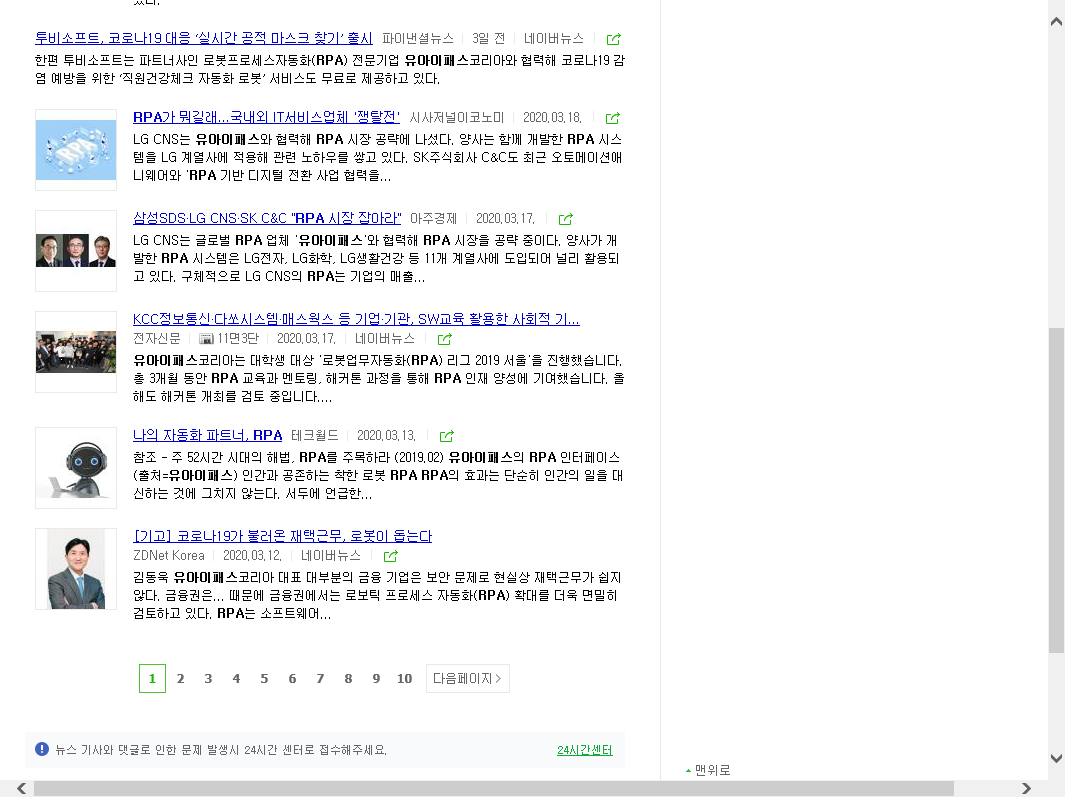 있다.
투비소프트, 코로나19 대응 '실시간 공적 마스크 찾기' 출시 파이낸셜뉴스 3일 전 네이버뉴스
한편 투비소프트는 파트너사인 로봇프로세스자동화(RPA) 전문기업 유아이패스코리아와 협력해 코로나19 감
염 예방을 위한 '직원건강체크 자동화 로봇' 서비스도 무료로 제공하고 있다.
RPA가 뭐길래...국내외 IT서비스업체 '쟁탈전' 시사저널이코노미 2020.03.18.
LG CNS는 유아이패스와 협력해 RPA 시장 공략에 나섰다. 양사는 함께 개발한 RPA 시스
템을 LG 계열사에 적용해 관련 노하우를 쌓고 있다. SK주식회사 C&C도 최근 오토메이션애
니웨어와 'RPA 기반 디지털 전환 사업 협력을...
RPA
삼성SDS·LG CNS·SK C&C "RPA 시장 잡아라" 아주경제 2020.03.17.
LG CNS는 글로벌 RPA 업체 '유아이패스'와 협력해 RPA 시장을 공략 중이다. 양사가 개
발한 RPA 시스템은 LG전자, LG화학, LG생활건강 등 11개 계열사에 도입되어 널리 활용되
고 있다. 구체적으로 LG CNS의 RPA는 기업의 매출...
KCC정보통신·다쏘시스템·매스웍스 등 기업·기관, SW교육 활용한 사회적 기...
전자신문 11면3단 2020.03.17. 네이버뉴스
유아이패스코리아는 대학생 대상 '로봇업무자동화(RPA) 리그 2019 서울'을 진행했습니다.
총 3개월 동안 RPA 교육과 멘토링, 해커톤 과정을 통해 RPA 인재 양성에 기여했습니다. 올
해도 해커톤 개최를 검토 중입니다....
나의 자동화 파트너, RPA 테크월드 2020.03.13.
참조 - 주 52시간 시대의 해법, RPA를 주목하라 (2019.02) 유아이패스의 RPA 인터페이스
(출처=유아이패스) 인간과 공존하는 착한 로봇 RPA RPA의 효과는 단순히 인간의 일을 대
신하는 것에 그치지 않는다. 서두에 언급한...
[기고] 코로나19가 불러온 재택근무, 로봇이 돕는다
ZDNet Korea 2020.03.12. 네이버뉴스
김동욱 유아이패스코리아 대표 대부분의 금융 기업은 보안 문제로 현실상 재택근무가 쉽지
않다. 금융권은... 때문에 금융권에서는 로보틱 프로세스 자동화(RPA) 확대를 더욱 면밀히
검토하고 있다. RPA는 소프트웨어...
1 2 3 4 5 6 7 8 9 10 다음페이지
뉴스 기사와 댓글로 인한 문제 발생시 24시간 센터로 접수해주세요. 24시간센터
맨위로